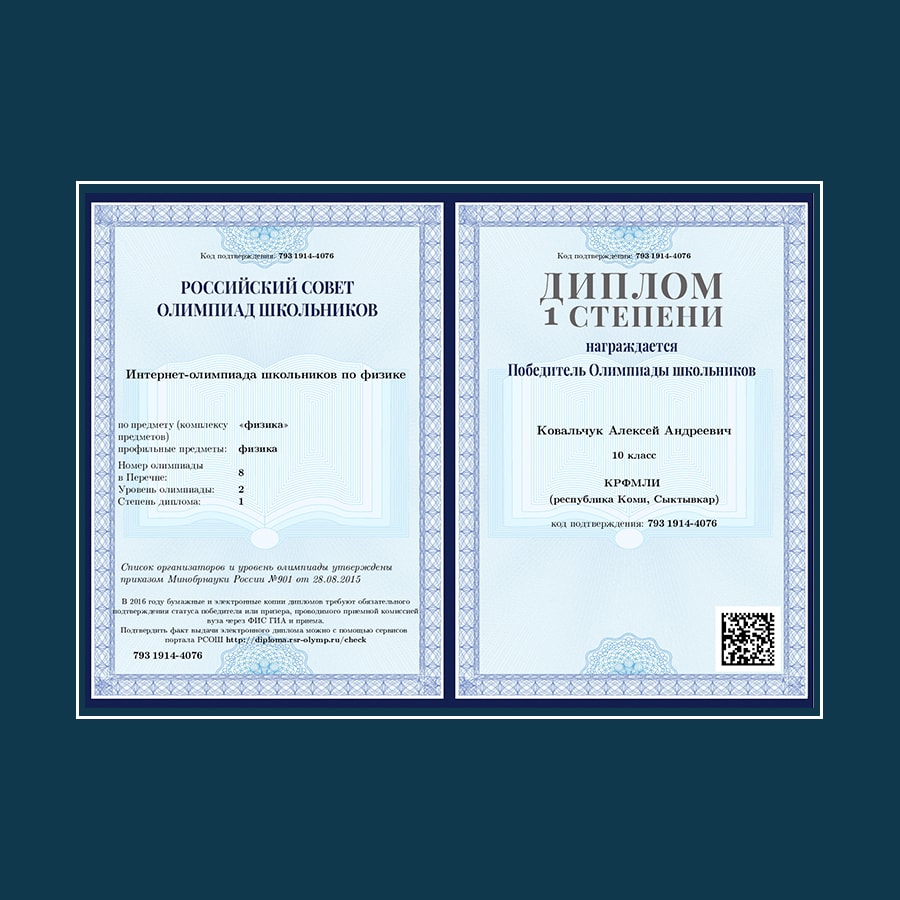 Код подтверждения: 793 1914-4076
РОССИЙСКИЙ СОВЕТ
ОЛИМПИАД ШКОЛЬНИКОВ
Интернет-олимпиада школьников по физике
по предмету (комплексу предметов) «физика»
профильные предметы: физика
Номер олимпиады
в Перечне: 8
Уровень олимпиады: 2
Степень диплома: 1
Список организаторов и уровень олимпиады утверждены
приказом Минобрнауки России №901 от 28.08.2015
В 2016 году бумажные и электронные копии дипломов требуют обязательного
подтверждения статуса победителя или призера, проводимого приемной комиссией
вуза через ФИС ГИА и приема.
Подтвердить факт выдачи электронного диплома можно с помощью сервисов
портала РСОШ http://diploma.rsr-olymp.ru/check
793 1914-4076
Код подтверждения: 793 1914-4076
ДИПЛОМ
1 СТЕПЕНИ
награждается
Победитель Олимпиады школьников
Ковальчук Алексей Андреевич
10 класс
КРФМЛИ
(республика Коми, Сыктывкар)
код подтверждения: 793 1914-4076